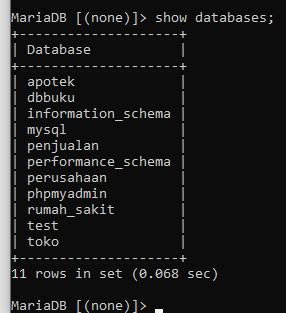 MariaDB [(none)]> show databases;
+--------------------+
| Database           |
+--------------------+
| apotek             |
| dbbuku             |
| information_schema |
| mysql              |
| penjualan          |
| performance_schema |
| perusahaan         |
| phpmyadmin         |
| rumah_sakit        |
| test               |
| toko               |
+--------------------+
11 rows in set (0.068 sec)
MariaDB [(none)]>